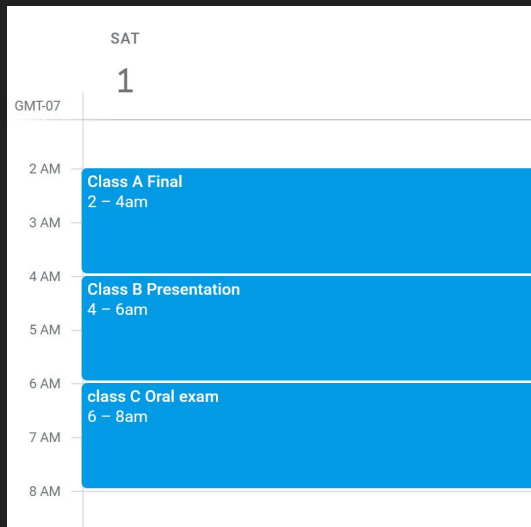 SAT
1
GMT-07
2 AM
Class A Final
2 – 4am
3 AM
4 AM
Class B Presentation
4 – 6am
5 AM
6 AM
class C Oral exam
6 – 8am
7 AM
8 AM